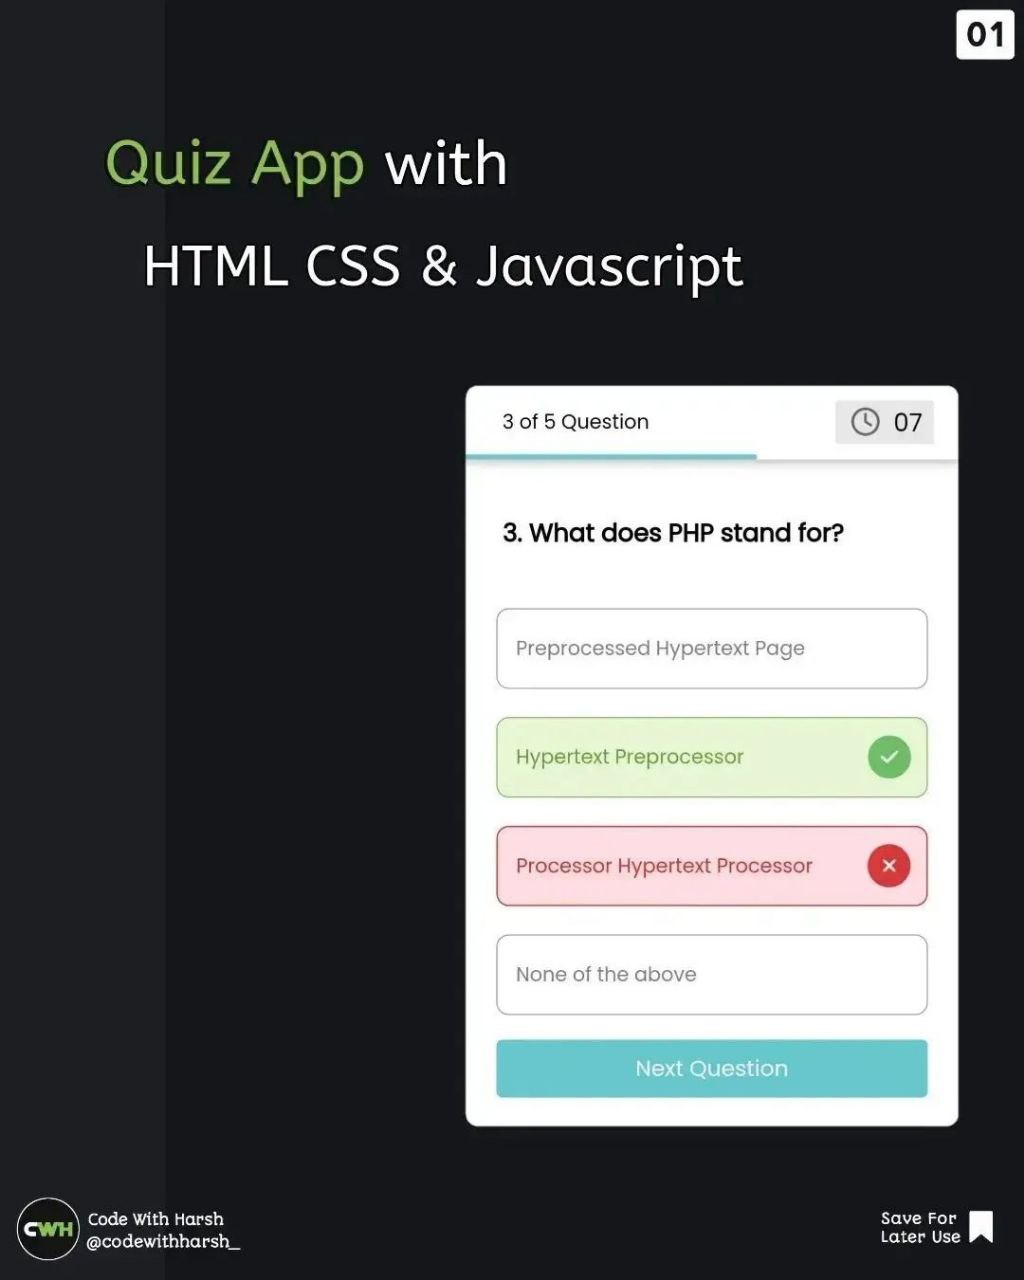 01
Quiz App with
HTML CSS & Javascript
3 of 5 Question
07
3. What does PHP stand for?
Preprocessed Hypertext Page
Hypertext Preprocessor
Processor Hypertext Processor
None of the above
Next Question
CWH
Code With Harsh
@codewithharsh_
Save For
Later Use